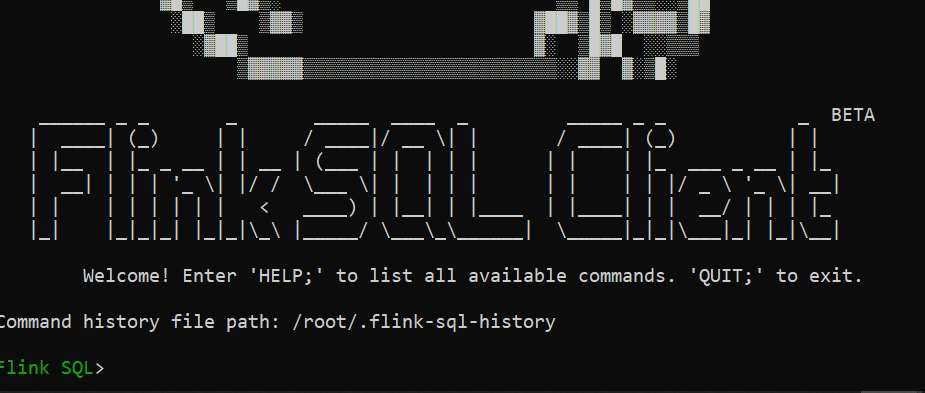 BETA
Flink SQL Client
Welcome! Enter 'HELP;' to list all available commands. 'QUIT;' to exit.
Command history file path: /root/.flink-sql-history
Flink SQL>